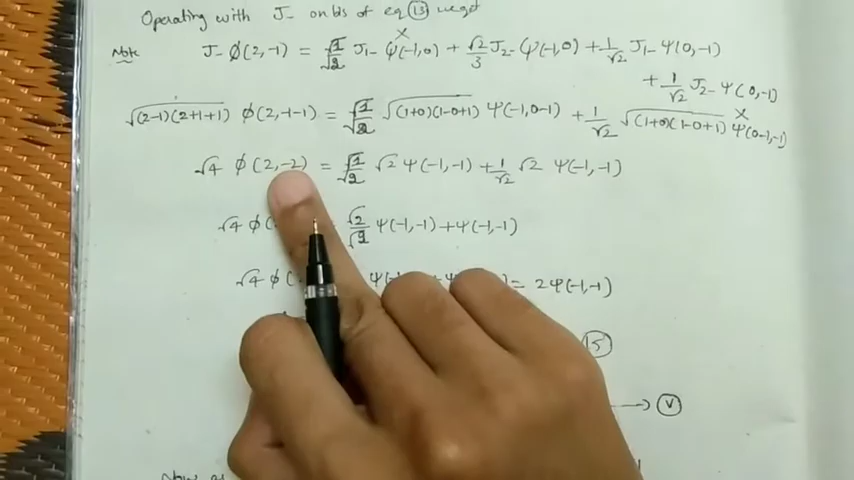 Operating with J- on b/s of eq (13) we get
Note J- ϕ(2,-1) = √1/√2 J1- ψ(-1,0) + √2/3 J2- (ψ(-1,0) + 1/√2 J1- ψ(0,-1)
x
+ 1/√2 J2- ψ(0,-1)
√(2-1)(2+1+1) ϕ(2,-1-1) = √1/√2 √(1+0)(1-0+1) ψ(-1,0-1) + 1/√2 √(1+0)(1-0+1) ψ(0-1,-1)
x
√4 ϕ(2,-2) = √1/√2 √2 ψ(-1,-1) + 1/√2 √2 ψ(-1,-1)
√4 ϕ( √2/√2 ψ(-1,-1) + ψ(-1,-1)
√4 ϕ( ψ(-1,-1) = 2ψ(-1,-1)
15
→ (V)
Now